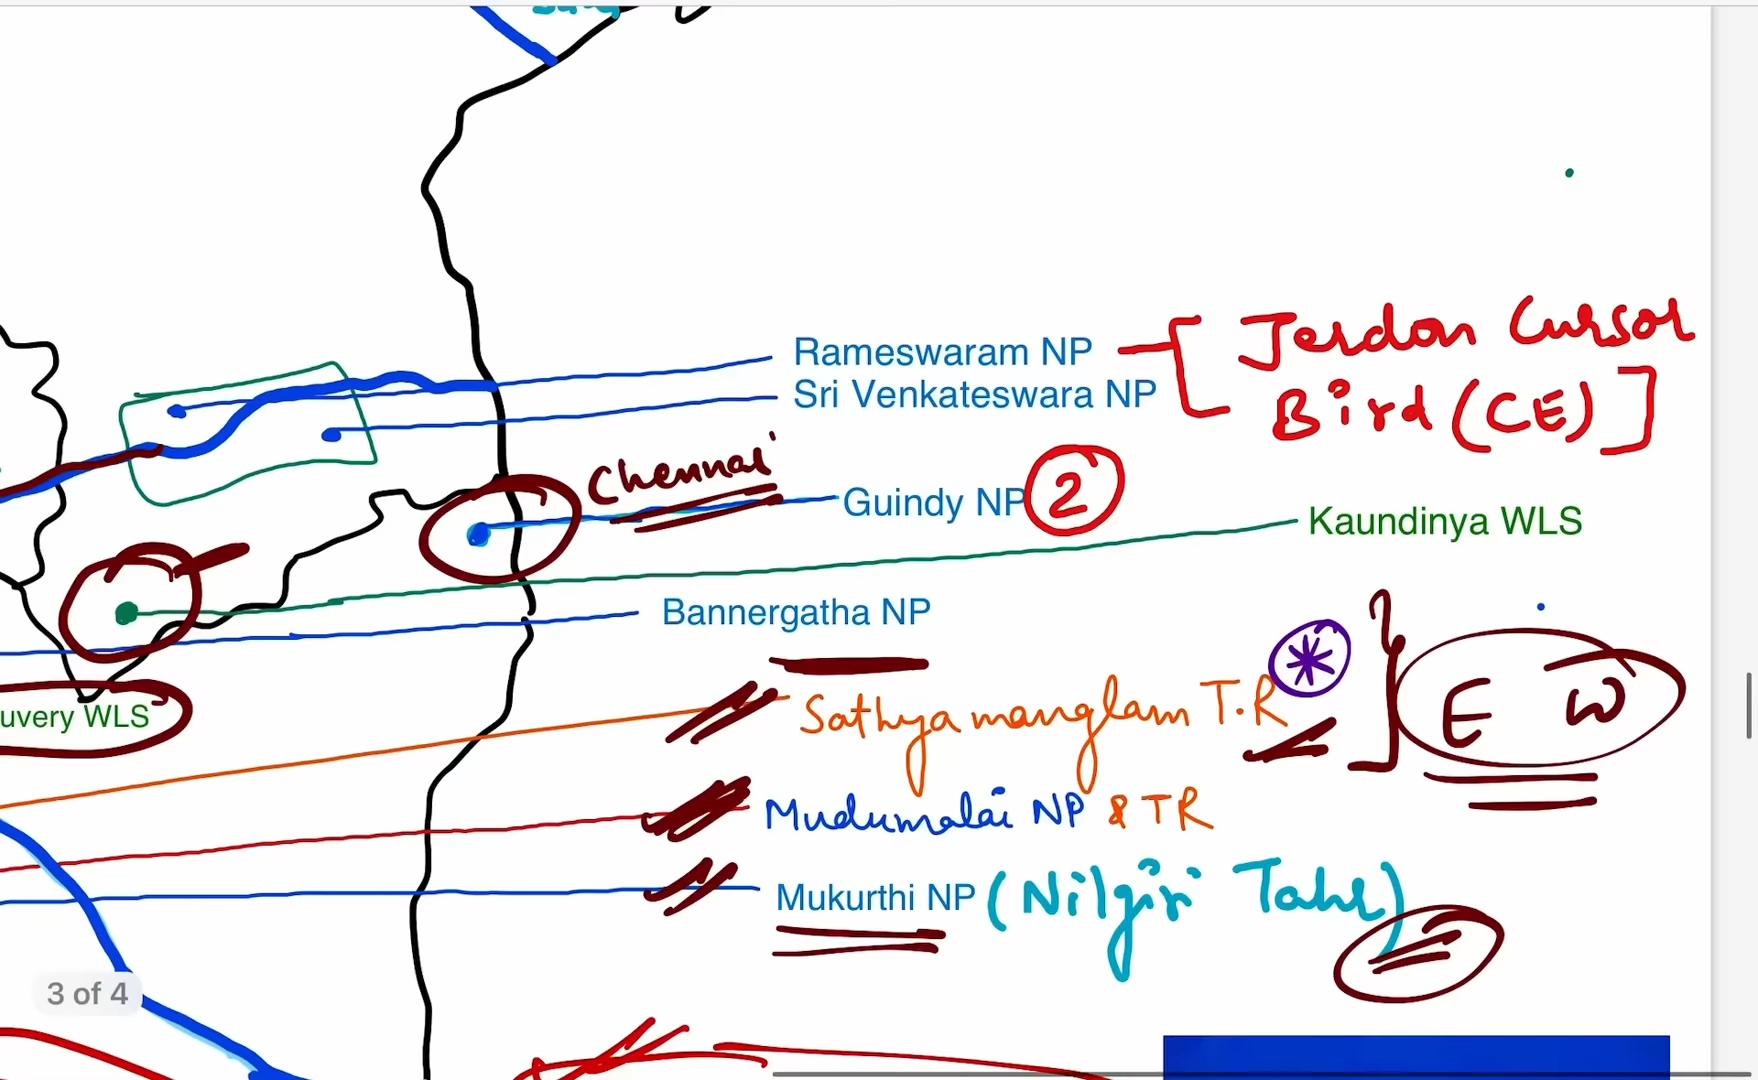 Rameswaram NP
Jerdon Cursor
Sri Venkateswara NP
Bird (CE)]
Chennai
Guindy NP
2
Kaundinya WLS
Bannergatha NP
uvery WLS
Sathyamanglam T.R
E W
Mudumalai NP & TR
Mukurthi NP (Nilgiri Tahr)
3 of 4